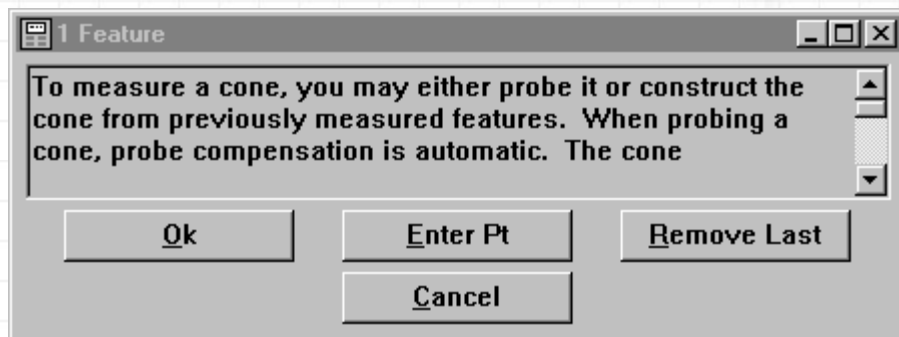 1 Feature
To measure a cone, you may either probe it or construct the
cone from previously measured features.  When probing a
cone, probe compensation is automatic.  The cone
Ok
Enter Pt
Remove Last
Cancel